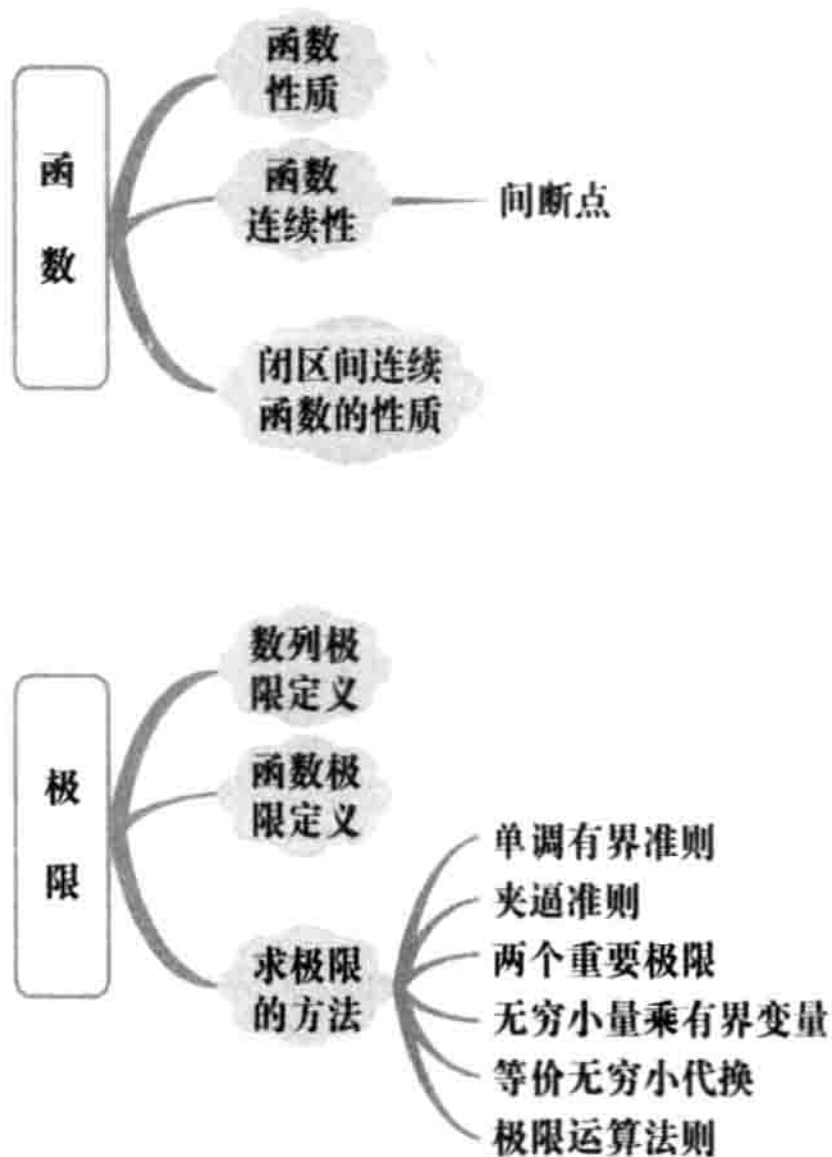 函数
函数
性质
函数
连续性
间断点
闭区间连续
函数的性质
极限
数列极
限定义
函数极
限定义
求极限
的方法
单调有界准则
夹逼准则
两个重要极限
无穷小量乘有界变量
等价无穷小代换
极限运算法则